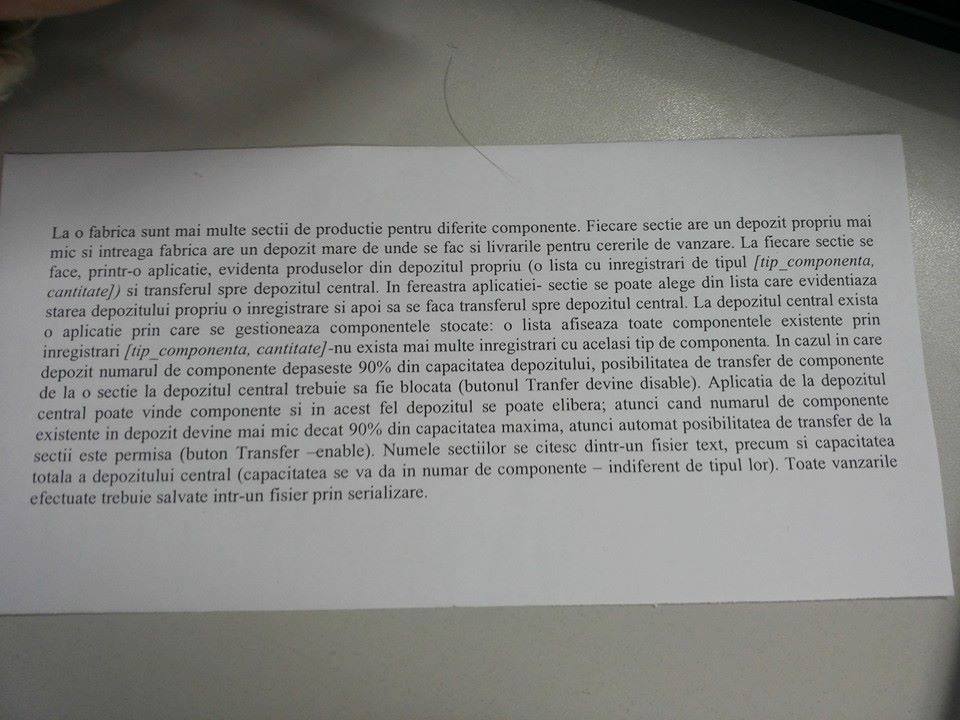 La o fabrica sunt mai multe sectii de productie pentru diferite componente. Fiecare sectie are un depozit propriu mai
mic si intreaga fabrica are un depozit mare de unde se fac si livrarile pentru cererile de vanzare. La fiecare sectie se
face, printr-o aplicatie, evidenta produselor din depozitul propriu (o lista cu inregistrari de tipul [tip_componenta,
cantitate]) si transferul spre depozitul central. In fereastra aplicatiei- sectie se poate alege din lista care evidentiaza
starea depozitului propriu o inregistrare si apoi sa se faca transferul spre depozitul central. La depozitul central exista
o aplicatie prin care se gestioneaza componentele stocate: o lista afiseaza toate componentele existente prin
inregistrari [tip_componenta, cantitate]-nu exista mai multe inregistrari cu acelasi tip de componenta. In cazul in care
depozit numarul de componente depaseste 90% din capacitatea depozitului, posibilitatea de transfer de componente
de la o sectie la depozitul central trebuie sa fie blocata (butonul Tranfer devine disable). Aplicatia de la depozitul
central poate vinde componente si in acest fel depozitul se poate elibera; atunci cand numarul de componente
existente in depozit devine mai mic decat 90% din capacitatea maxima, atunci automat posibilitatea de transfer de la
sectii este permisa (buton Transfer –enable). Numele sectiilor se citesc dintr-un fisier text, precum si capacitatea
totala a depozitului central (capacitatea se va da in numar de componente – indiferent de tipul lor). Toate vanzarile
efectuate trebuie salvate intr-un fisier prin serializare.